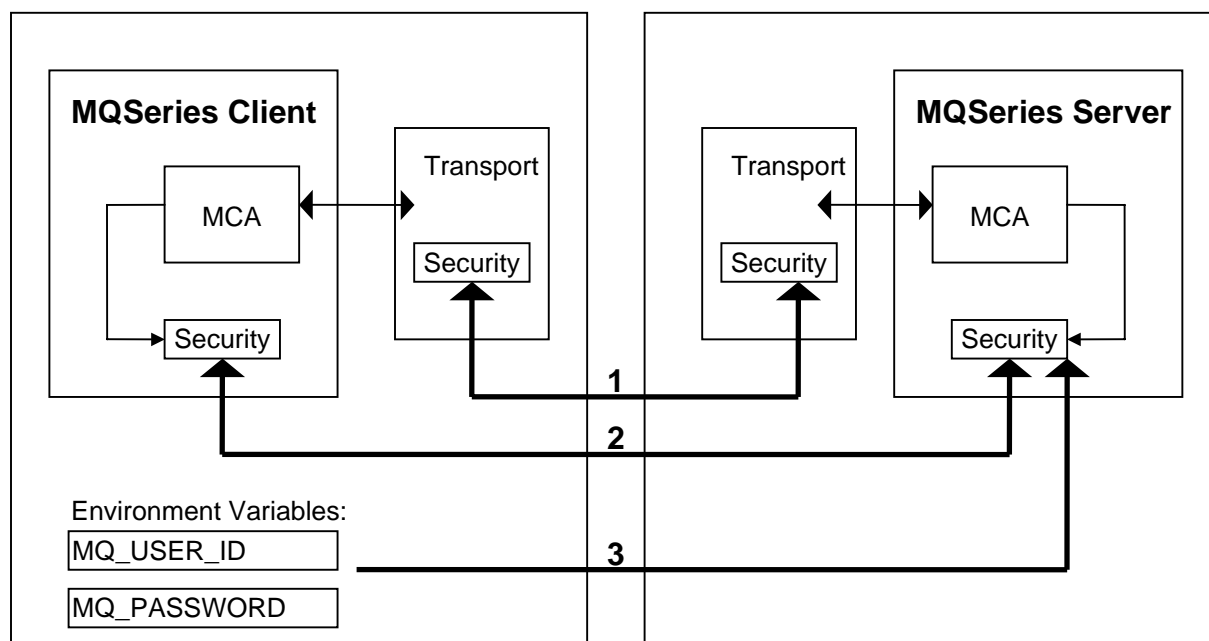 MQSeries Client
MCA
Security
Transport
Security
Transport
Security
MQSeries Server
MCA
Security
1
2
3
Environment Variables:
MQ_USER_ID
MQ_PASSWORD